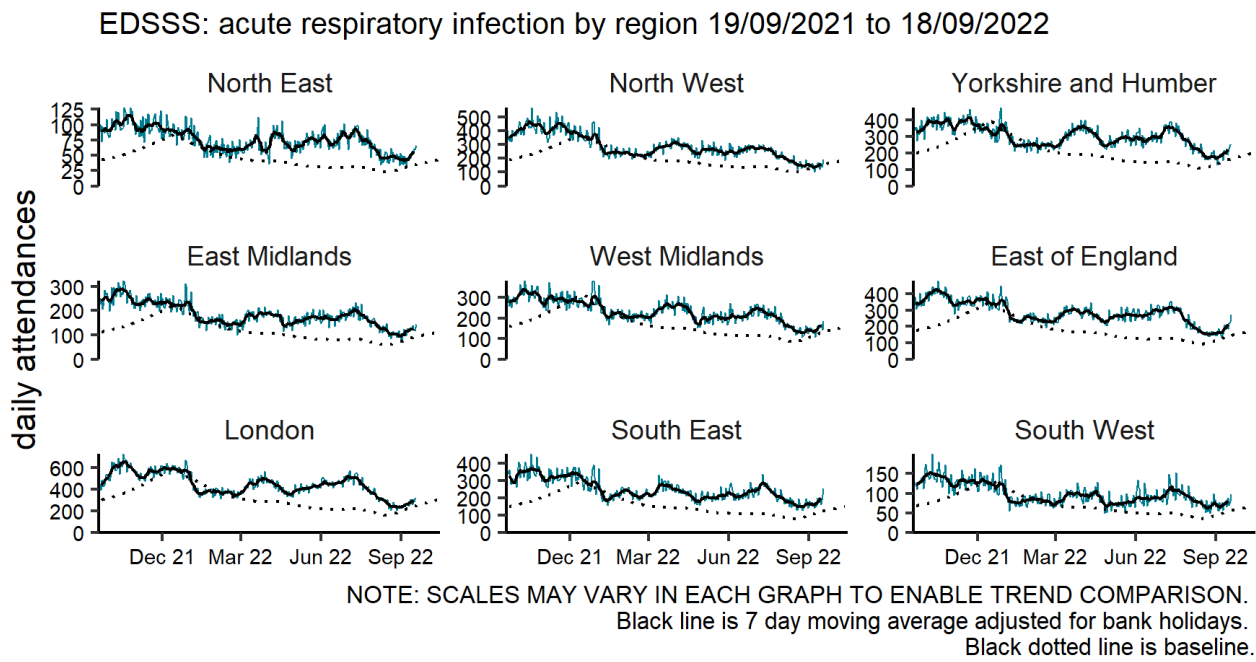 EDSSS: acute respiratory infection by region 19/09/2021 to 18/09/2022
North East
North West
Yorkshire and Humber
125
50
25
0
500
400
300
200
100
0
400
300
200
100
0
daily attendances
East Midlands
West Midlands
East of England
300
200
100
0
300
200
100
0
400
300
200
100
0
London
South East
South West
600
400
200
0
400
300
200
100
0
150
100
50
0
Dec 21 Mar 22 Jun 22 Sep 22
Dec 21 Mar 22 Jun 22 Sep 22
Dec 21 Mar 22 Jun 22 Sep 22
NOTE: SCALES MAY VARY IN EACH GRAPH TO ENABLE TREND COMPARISON.
Black line is 7 day moving average adjusted for bank holidays.
Black dotted line is baseline.